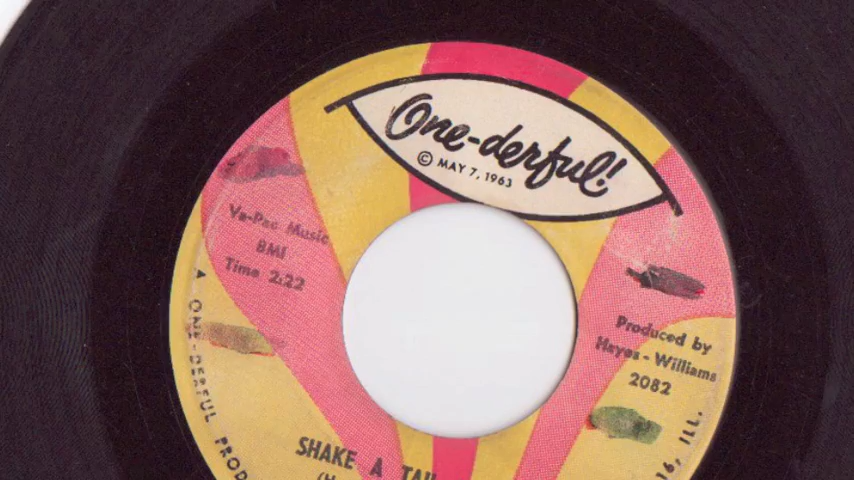 One-derful!
© MAY 7, 1963
Va-Pac Music
BMI
Time 2:22
Produced by
Hayes - Williams
2082
SHAKE A TAI
A ONE-DERFUL PROD
16, ILL.